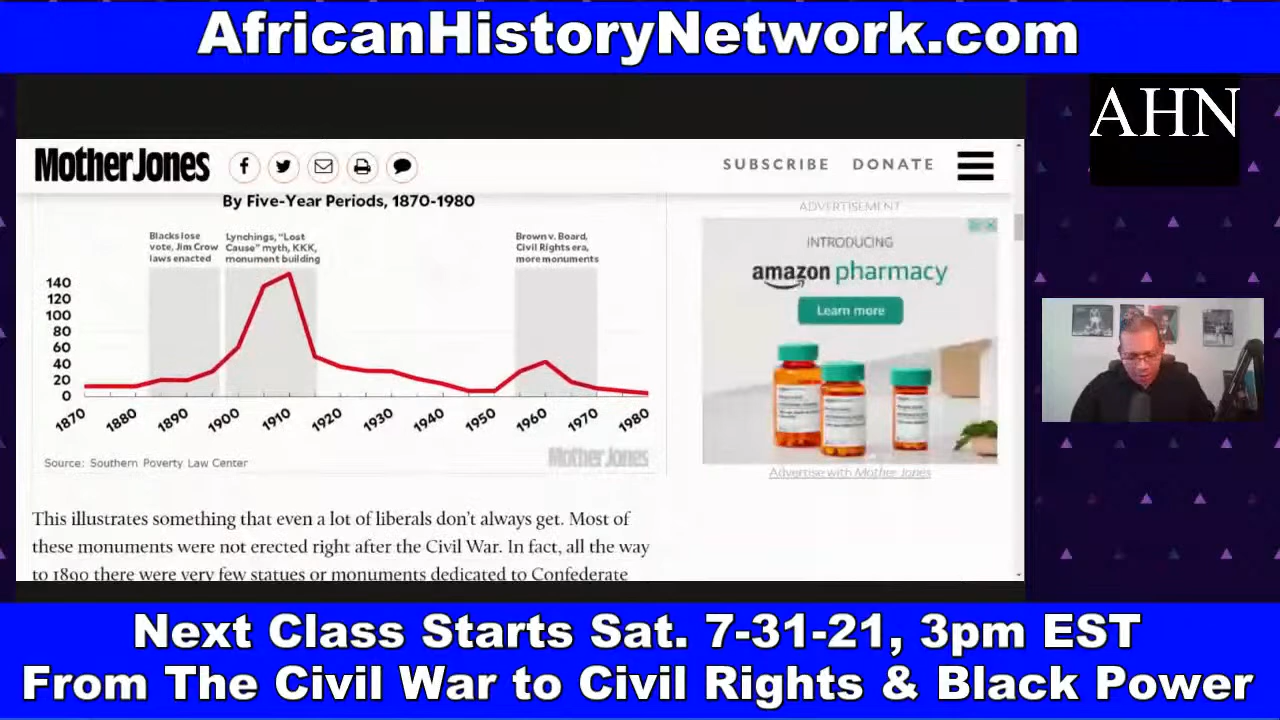 AfricanHistoryNetwork.com
AHN
Mother Jones
SUBSCRIBE DONATE
By Five-Year Periods, 1870-1980
Blacks lose
vote, Jim Crow
laws enacted
Lynchings, "Lost
Cause" myth, KKK,
monument building
Brown v. Board,
Civil Rights era,
more monuments
140
120
100
80
60
40
20
0
1870
1880
1890
1900
1910
1920
1930
1940
1950
1960
1970
1980
Source: Southern Poverty Law Center
Mother Jones
ADVERTISEMENT
INTRODUCING
amazon pharmacy
Learn more
Advertise with Mother Jones
This illustrates something that even a lot of liberals don't always get. Most of
these monuments were not erected right after the Civil War. In fact, all the way
to 1890 there were very few statues or monuments dedicated to Confederate
Next Class Starts Sat. 7-31-21, 3pm EST
From The Civil War to Civil Rights & Black Power